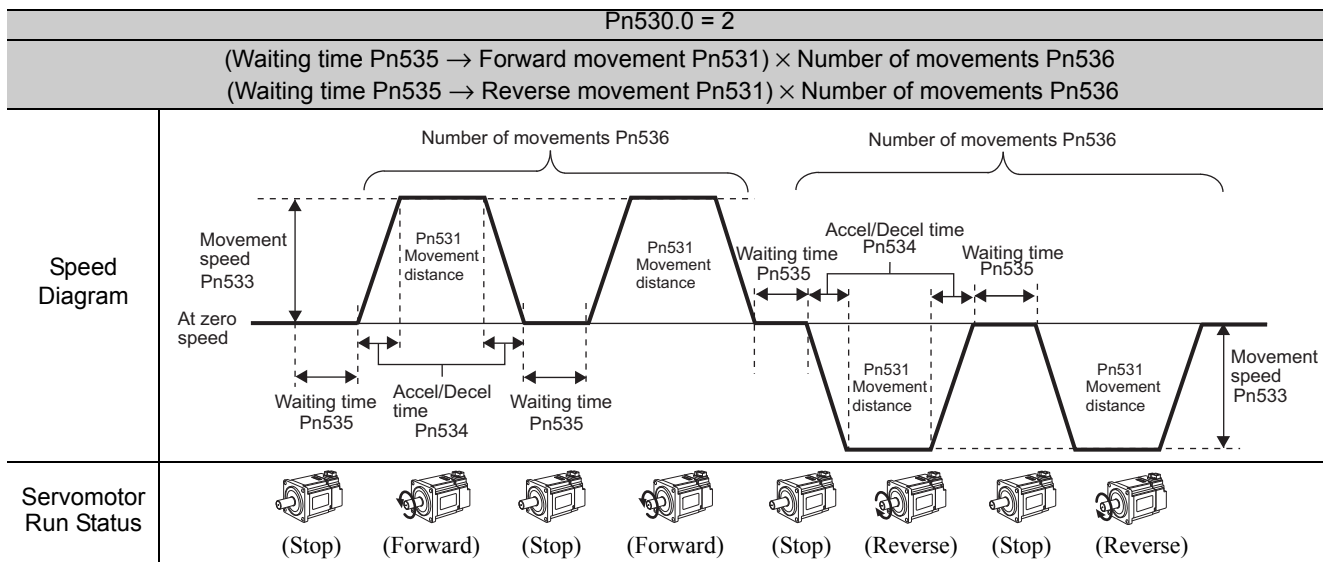 Pn530.0 = 2
(Waiting time Pn535 → Forward movement Pn531) × Number of movements Pn536
(Waiting time Pn535 → Reverse movement Pn531) × Number of movements Pn536
Speed
Diagram
Number of movements Pn536
Number of movements Pn536
Movement
speed
Pn533
Pn531
Movement
distance
Pn531
Movement
distance
Waiting time
Pn535
Accel/Decel time
Pn534
Waiting time
Pn535
At zero
speed
Waiting time
Pn535
Accel/Decel
time
Pn534
Waiting time
Pn535
Pn531
Movement
distance
Pn531
Movement
distance
Movement
speed
Pn533
Servomotor
Run Status
(Stop) (Forward) (Stop) (Forward) (Stop) (Reverse) (Stop) (Reverse)